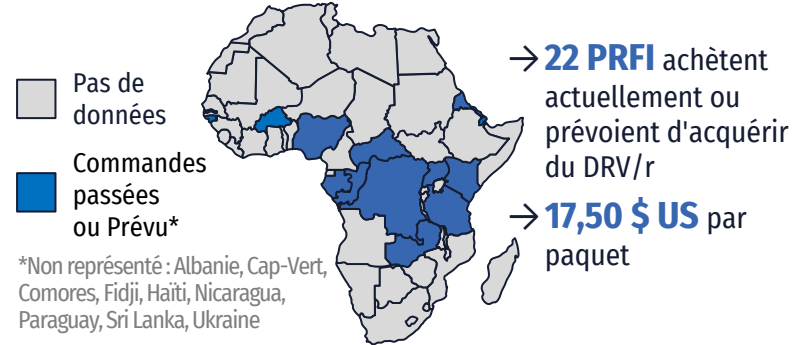 Pas de
données
Commandes
passées
ou Prévu*
*Non représenté : Albanie, Cap-Vert,
Comores, Fidji, Haïti, Nicaragua,
Paraguay, Sri Lanka, Ukraine
→ 22 PRFI achètent
actuellement ou
prévoient d'acquérir
du DRV/r
→ 17,50 $ US par
paquet